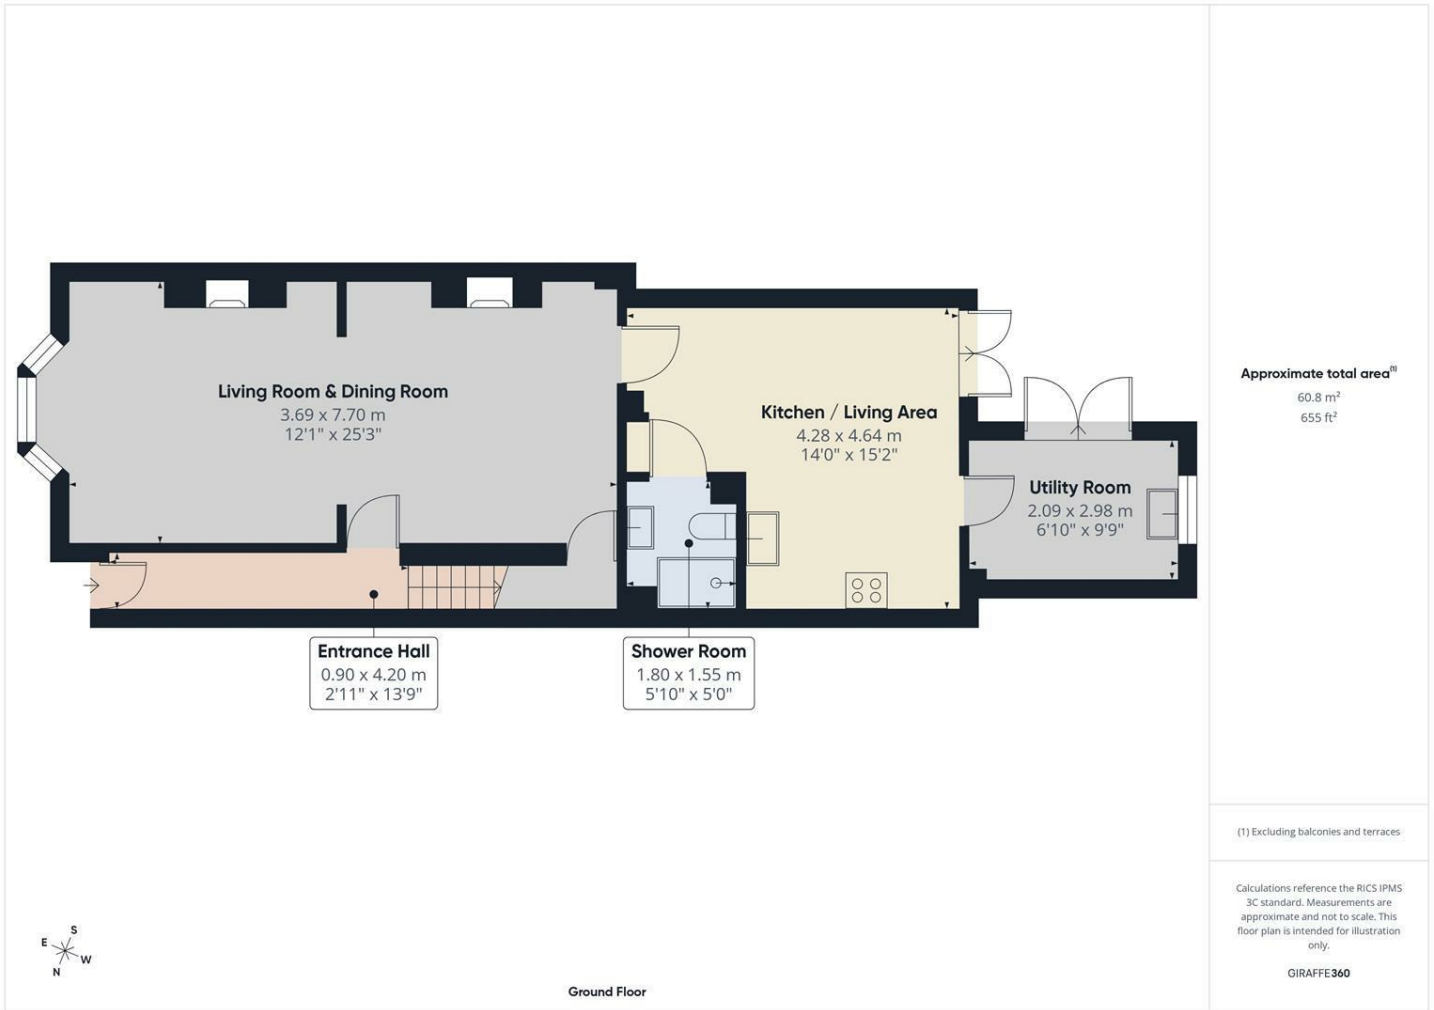 Living Room & Dining Room
3.69 x 7.70 m
12'1" x 25'3"
Kitchen / Living Area
4.28 x 4.64 m
14'0" x 15'2"
Utility Room
2.09 x 2.98 m
6'10" x 9'9"
Entrance Hall
0.90 x 4.20 m
2'11" x 13'9"
Shower Room
1.80 x 1.55 m
5'10" x 5'0"
S
E
W
N
Ground Floor
Approximate total area(1)
60.8 m²
655 ft²
(1) Excluding balconies and terraces
Calculations reference the RICS IPMS
3C standard. Measurements are
approximate and not to scale. This
floor plan is intended for illustration
only.
GIRAFFE360